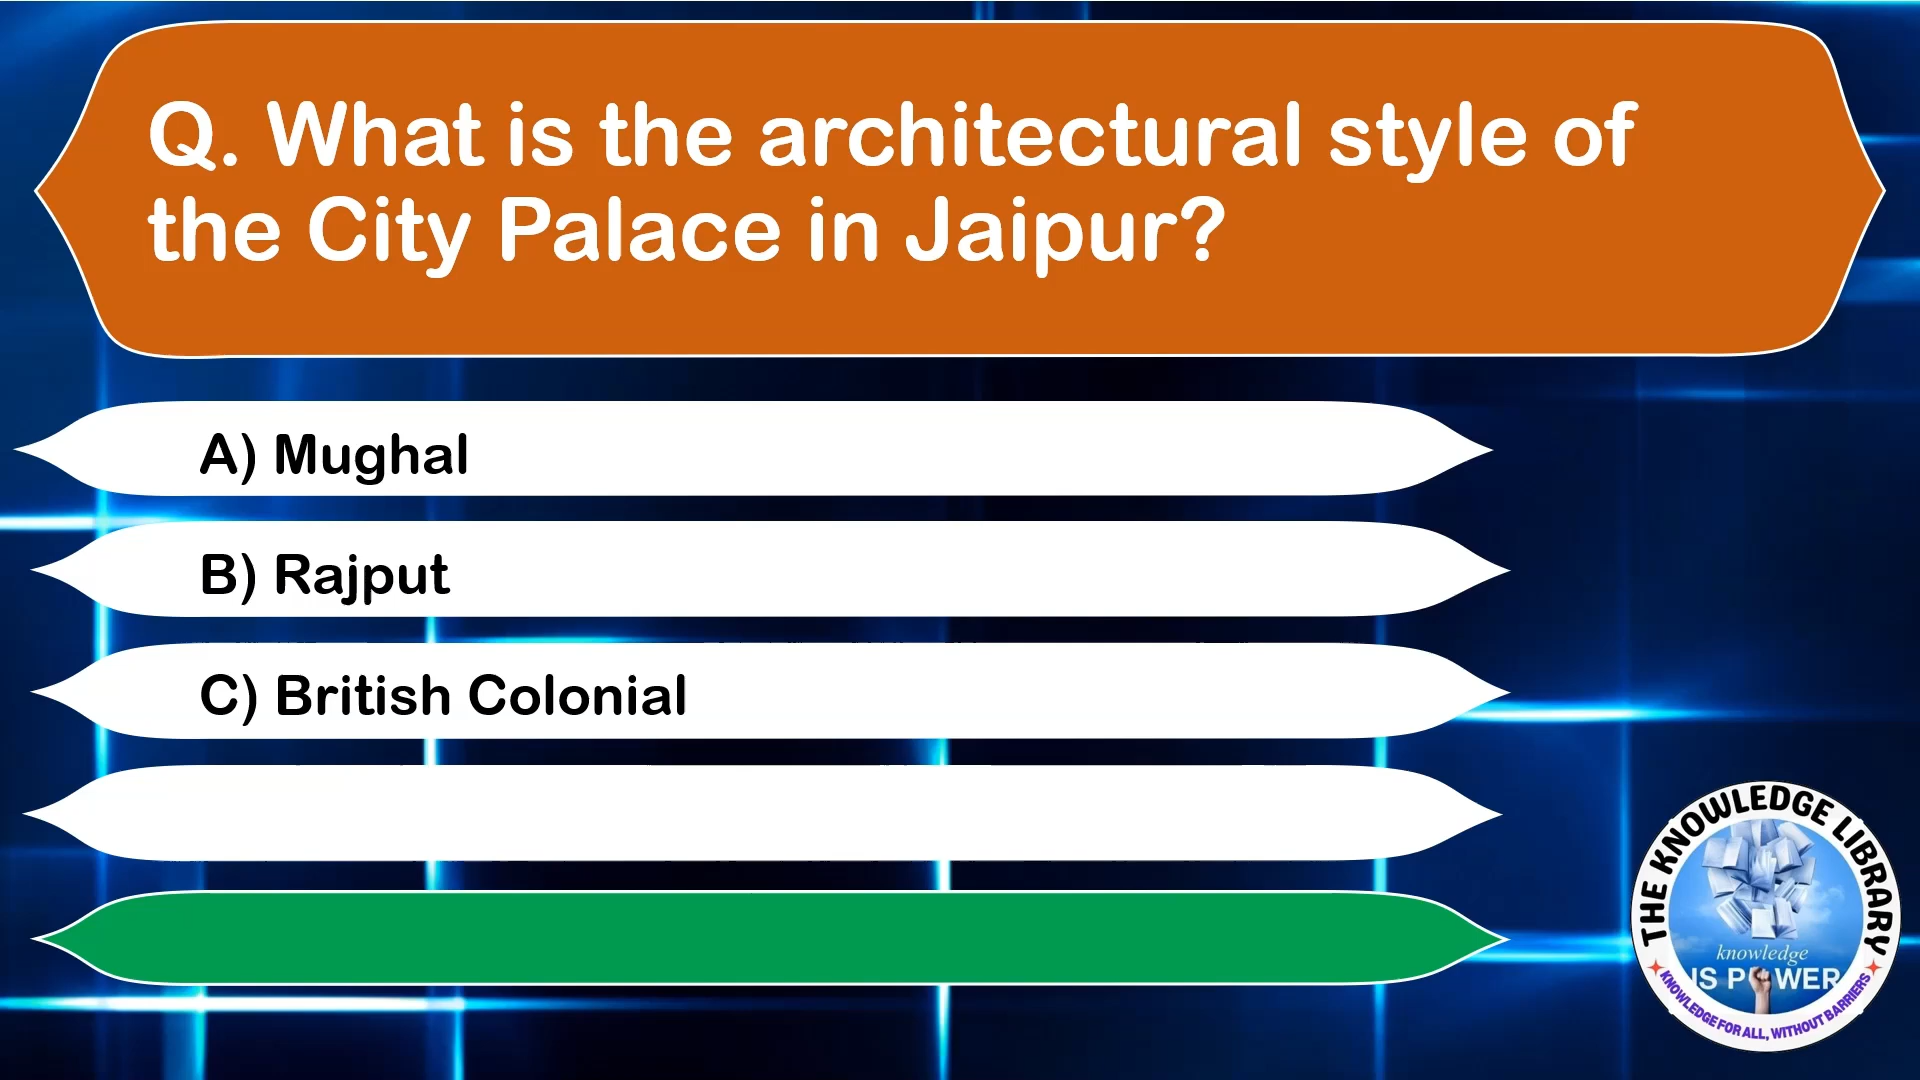 Q. What is the architectural style of
the City Palace in Jaipur?
A) Mughal
B) Rajput
C) British Colonial
THE KNOWLEDGE LIBRARY
knowledge
IS POWER
KNOWLEDGE FOR ALL, WITHOUT BARRIERS